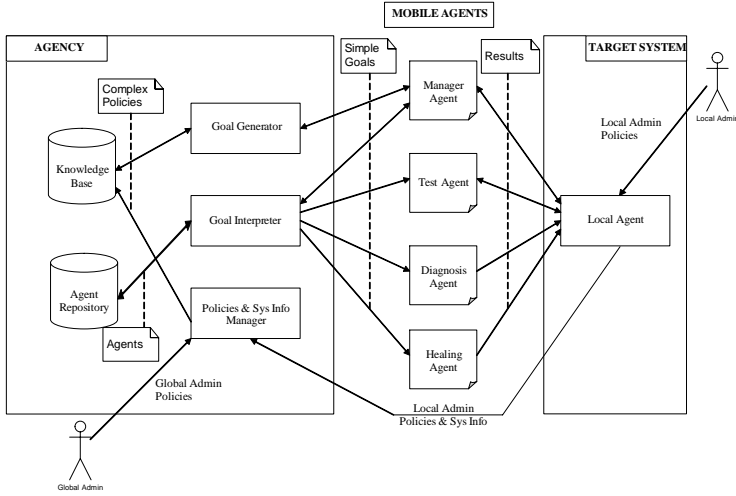 MOBILE AGENTS
AGENCY
Simple
Goals
Results
TARGET SYSTEM
Complex
Policies
Manager
Agent
Local Admin
Goal Generator
Local Admin
Policies
Knowledge
Base
Test Agent
Goal Interpreter
Local Agent
Diagnosis
Agent
Agent
Repository
Policies & Sys Info
Manager
Agents
Healing
Agent
Global Admin
Policies
Local Admin
Policies & Sys Info
Global Admin